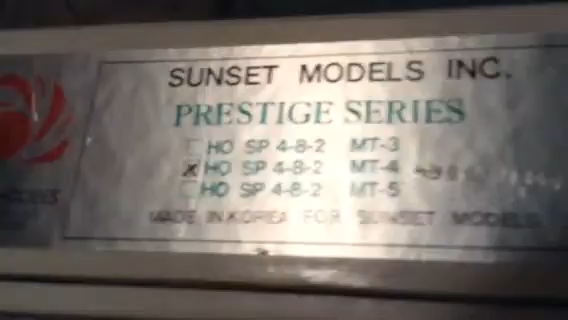 SUNSET MODELS INC.
PRESTIGE SERIES
HO SP 4-8-2 MT-3
X HO SP 4-8-2 MT-4
HO SP 4-8-2 MT-5
MADE IN KOREA FOR SUNSET MODELS